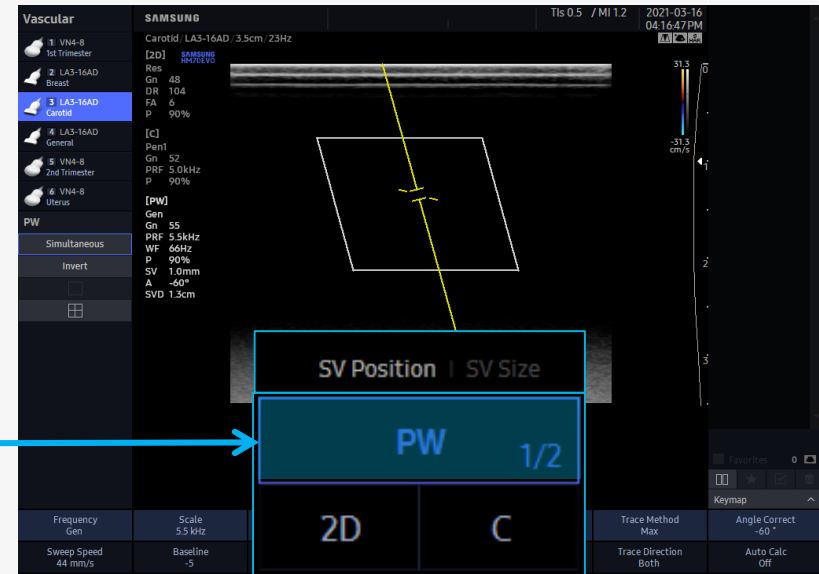 Vascular
1 VN4-8
1st Trimester
2 LA3-16AD
Breast
3 LA3-16AD
Carotid
4 LA3-16AD
General
5 VN4-8
2nd Trimester
6 VN4-8
Uterus
PW
Simultaneous
Invert
SAMSUNG
TIs 0.5 / MI 1.2
2021-03-16
04:16:47 PM
Carotid / LA3-16AD / 3.5cm / 23Hz
[2D]
SAMSUNG
HM70EVO
Res
Gn 48
DR 104
FA 6
P 90%
[C]
Pen1
Gn 52
PRF 5.0kHz
P 90%
[PW]
Gen
Gn 55
PRF 5.5kHz
WF 66Hz
P 90%
SV 1.0mm
A -60°
SVD 1.3cm
31.3
-31.3
cm/s
0
1
2
3
SV Position | SV Size
PW 1/2
2D C
Favorites 0
Keymap
Frequency
Gen
Scale
5.5 kHz
Trace Method
Max
Angle Correct
-60 °
Sweep Speed
44 mm/s
Baseline
-5
Trace Direction
Both
Auto Calc
Off